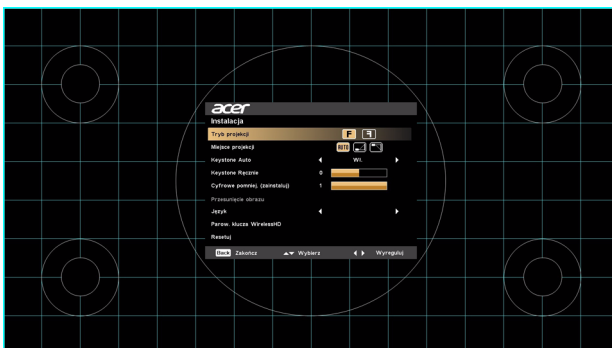 acer
Instalacja
Tryb projekcji F F
Miejsce projekcji AUTO
Keystone Auto Wł.
Keystone Ręcznie 0
Cyfrowe pomniej. (zainstaluj) 1
Przesunięcie obrazu
Język
Parow. klucza WirelessHD
Resetuj
Back Zakończ Wybierz Wyreguluj